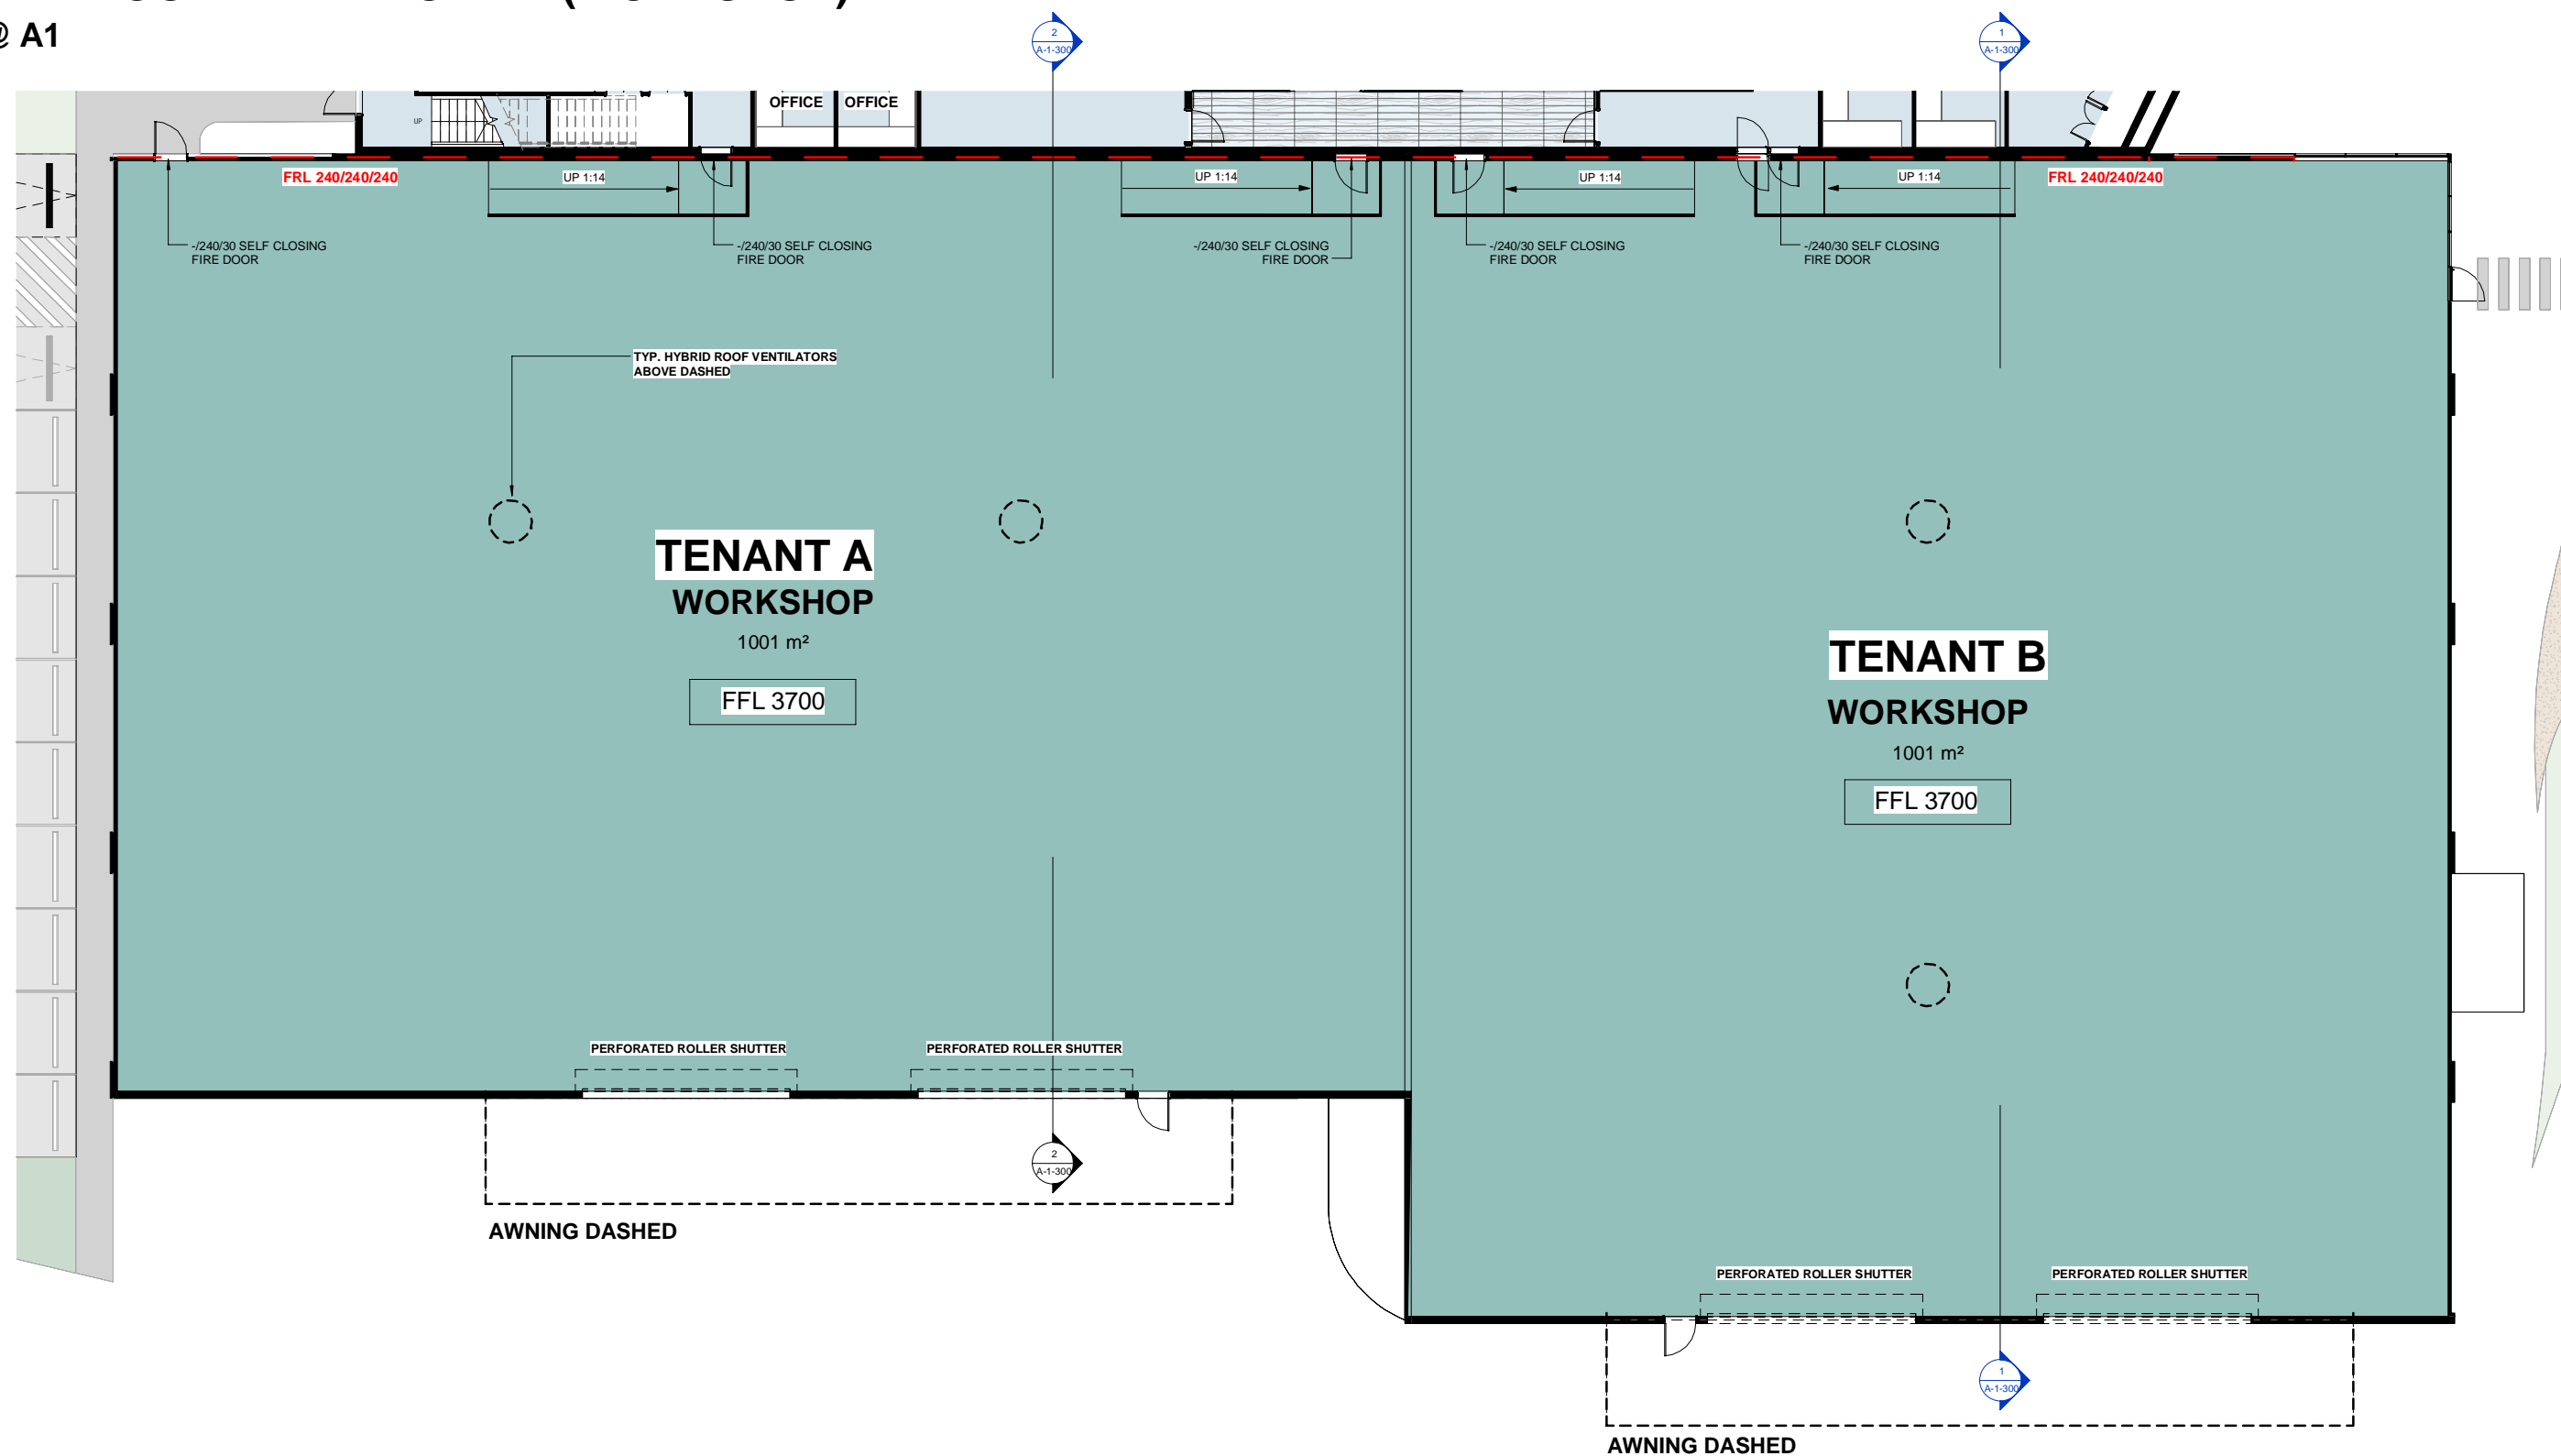 @ A1
2
A-1-300
1
A-1-300
OFFICE
OFFICE
UP
FRL 240/240/240
UP 1:14
UP 1:14
UP 1:14
UP 1:14
FRL 240/240/240
-/240/30 SELF CLOSING
FIRE DOOR
-/240/30 SELF CLOSING
FIRE DOOR
-/240/30 SELF CLOSING
FIRE DOOR
-/240/30 SELF CLOSING
FIRE DOOR
-/240/30 SELF CLOSING
FIRE DOOR
TYP. HYBRID ROOF VENTILATORS
ABOVE DASHED
TENANT A
WORKSHOP
1001 m²
FFL 3700
TENANT B
WORKSHOP
1001 m²
FFL 3700
PERFORATED ROLLER SHUTTER
PERFORATED ROLLER SHUTTER
2
A-1-300
AWNING DASHED
PERFORATED ROLLER SHUTTER
PERFORATED ROLLER SHUTTER
1
A-1-300
AWNING DASHED